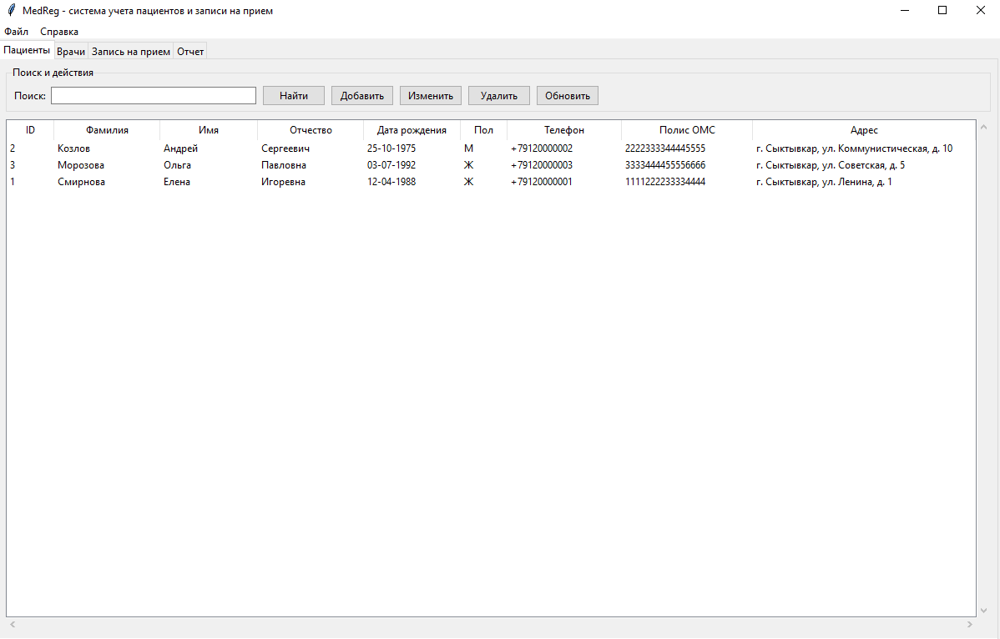 MedReg - система учета пациентов и записи на прием
Файл Справка
Пациенты Врачи Запись на прием Отчет
Поиск и действия
Поиск: Найти Добавить Изменить Удалить Обновить
ID Фамилия Имя Отчество Дата рождения Пол Телефон Полис ОМС Адрес
2 Козлов Андрей Сергеевич 25-10-1975 М +79120000002 2222333344445555 г. Сыктывкар, ул. Коммунистическая, д. 10
3 Морозова Ольга Павловна 03-07-1992 Ж +79120000003 3333444455556666 г. Сыктывкар, ул. Советская, д. 5
1 Смирнова Елена Игоревна 12-04-1988 Ж +79120000001 1111222233334444 г. Сыктывкар, ул. Ленина, д. 1